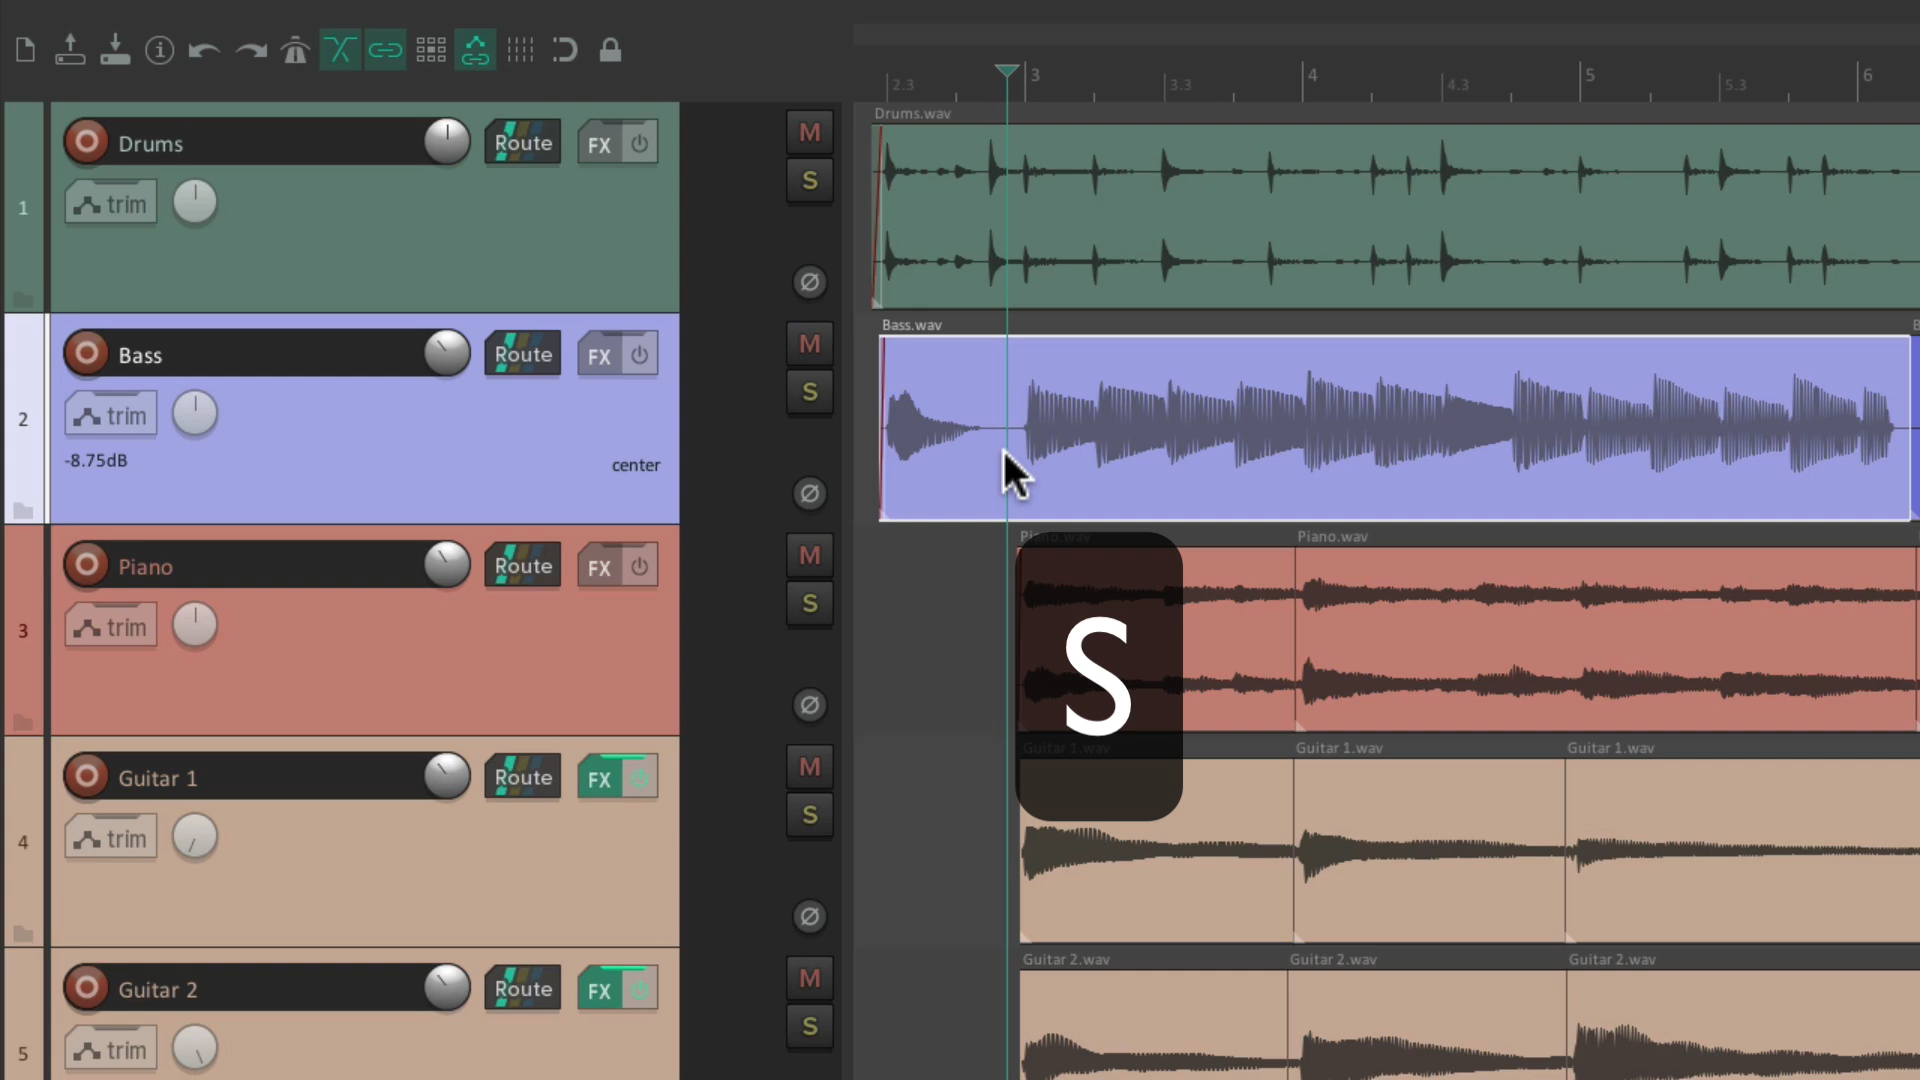 2.3 3 3.3 4 4.3 5 5.3 6
Drums.wav
1 Drums Route FX M
trim S
Ø
Bass.wav B
2 Bass Route FX M
trim S
-8.75dB center
Ø
Piano.wav Piano.wav
3 Piano Route FX M
trim S
Ø
S
Guitar 1.wav Guitar 1.wav Guitar 1.wav
4 Guitar 1 Route FX M
trim S
Ø
Guitar 2.wav Guitar 2.wav Guitar 2.wav
5 Guitar 2 Route FX M
trim S